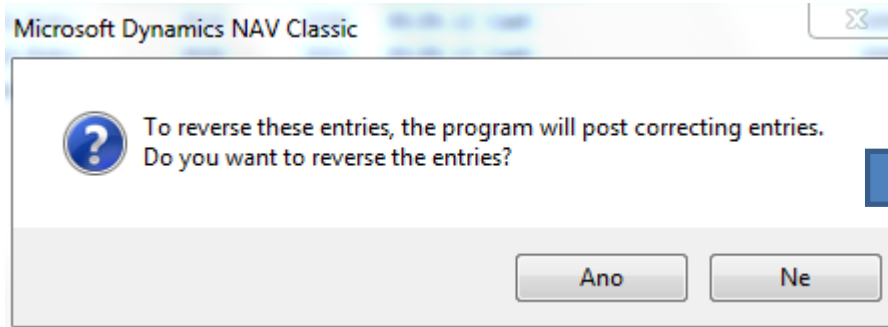 Microsoft Dynamics NAV Classic
To reverse these entries, the program will post correcting entries.
Do you want to reverse the entries?
Ano
Ne